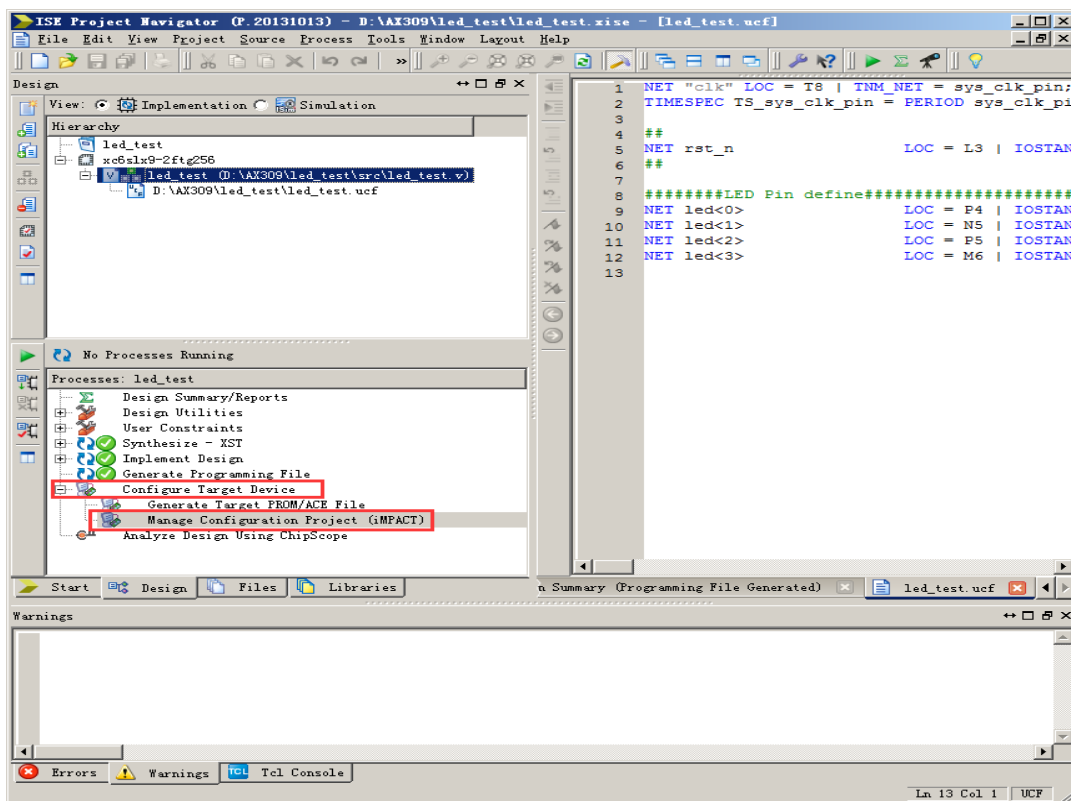 ISE Project Navigator (P.20131013) - D:\AX309\led_test\led_test.xise - [led_test.ucf]
File Edit View Project Source Process Tools Window Layout Help
Design
View: Implementation Simulation
Hierarchy
led_test
xc6slx9-2ftg256
led_test (D:\AX309\led_test\src\led_test.v)
D:\AX309\led_test\led_test.ucf
No Processes Running
Processes: led_test
Design Summary/Reports
Design Utilities
User Constraints
Synthesize - XST
Implement Design
Generate Programming File
Configure Target Device
Generate Target PROM/ACE File
Manage Configuration Project (iMPACT)
Analyze Design Using ChipScope
Start Design Files Libraries
1 NET "clk" LOC = T8 | TNM_NET = sys_clk_pin;
2 TIMESPEC TS_sys_clk_pin = PERIOD sys_clk_pi
3
4 ##
5 NET rst_n LOC = L3 | IOSTAN
6 ##
7
8 ########LED Pin define######################
9 NET led<0> LOC = P4 | IOSTAN
10 NET led<1> LOC = N5 | IOSTAN
11 NET led<2> LOC = P5 | IOSTAN
12 NET led<3> LOC = M6 | IOSTAN
13
n Summary (Programming File Generated) led_test.ucf
Warnings
Errors Warnings Tcl Console
Ln 13 Col 1 UCF